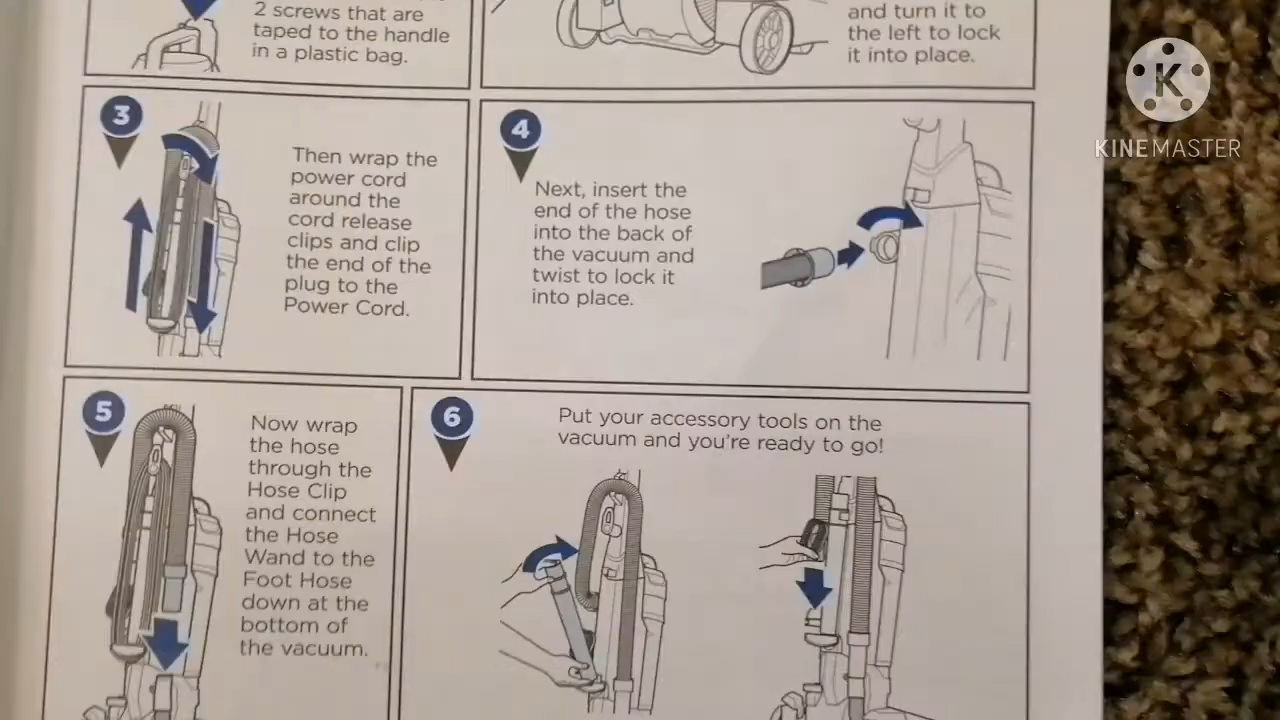 2 screws that are
taped to the handle
in a plastic bag.
and turn it to
the left to lock
it into place.
3
Then wrap the
power cord
around the
cord release
clips and clip
the end of the
plug to the
Power Cord.
4
Next, insert the
end of the hose
into the back of
the vacuum and
twist to lock it
into place.
5
Now wrap
the hose
through the
Hose Clip
and connect
the Hose
Wand to the
Foot Hose
down at the
bottom of
the vacuum.
6
Put your accessory tools on the
vacuum and you're ready to go!
K
KINEMASTER